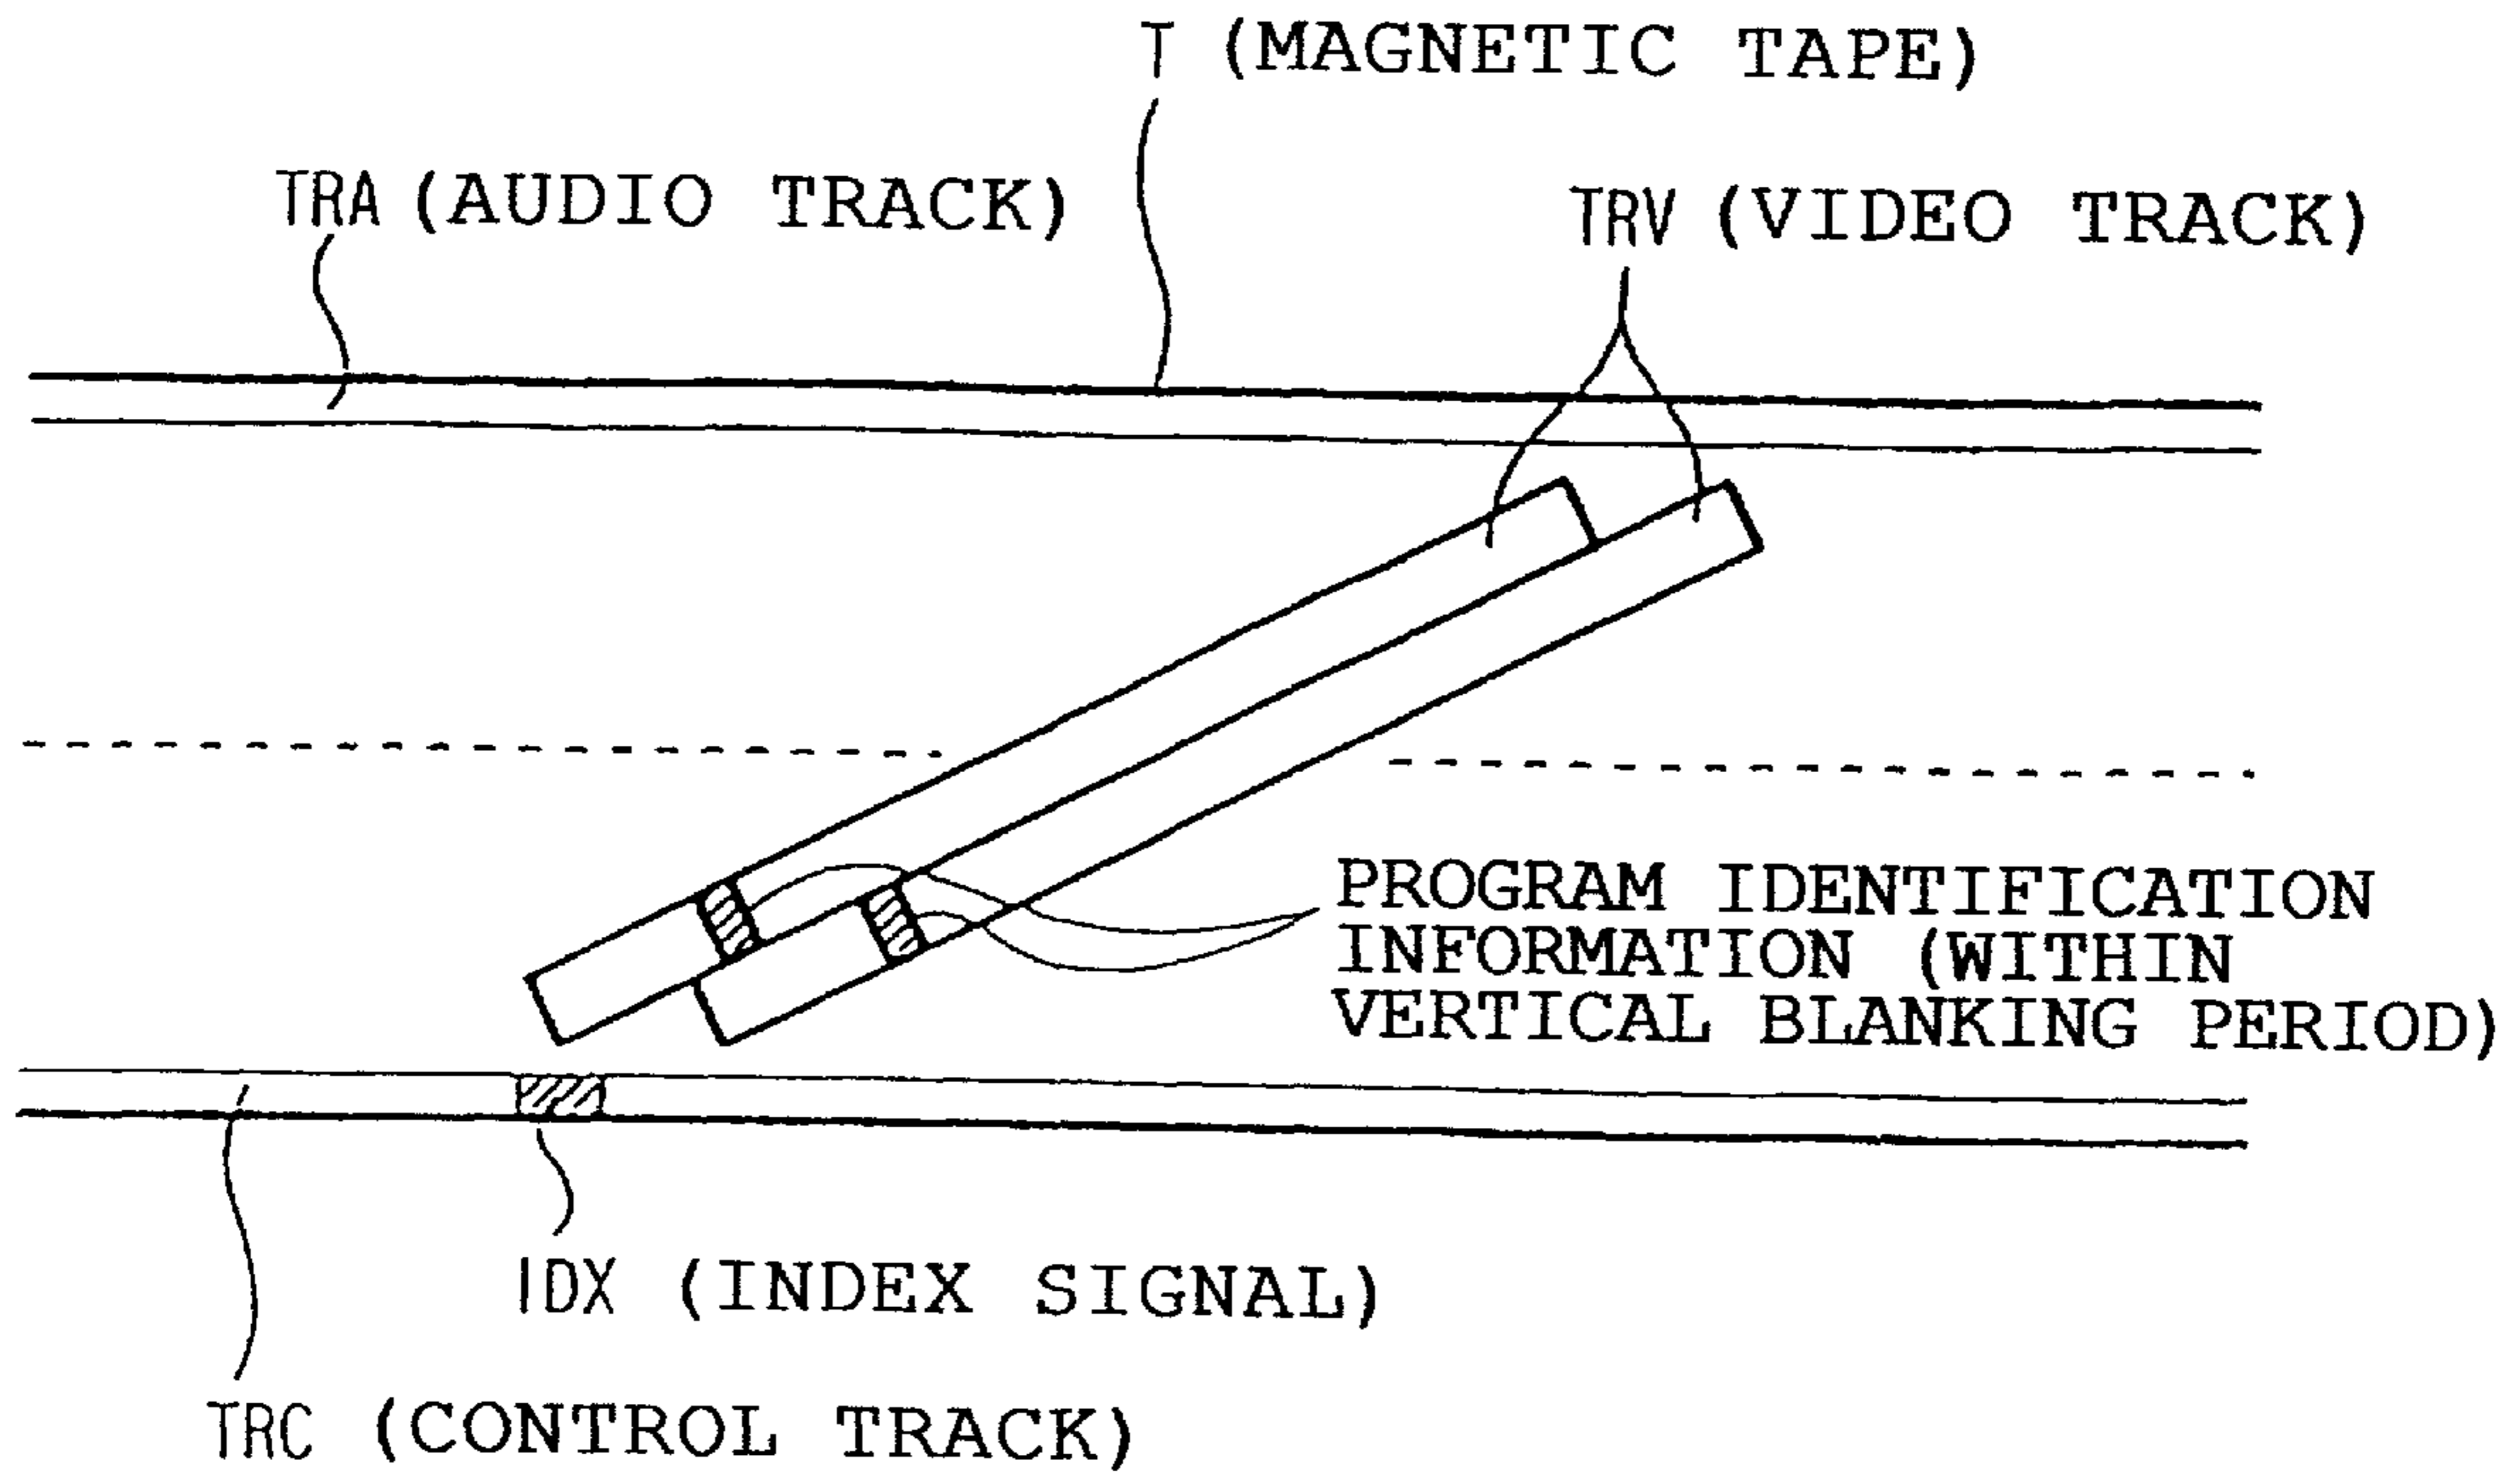 T (MAGNETIC TAPE)
TRA (AUDIO TRACK)
TRV (VIDEO TRACK)
PROGRAM IDENTIFICATION
INFORMATION (WITHIN
VERTICAL BLANKING PERIOD)
IDX (INDEX SIGNAL)
TRC (CONTROL TRACK)